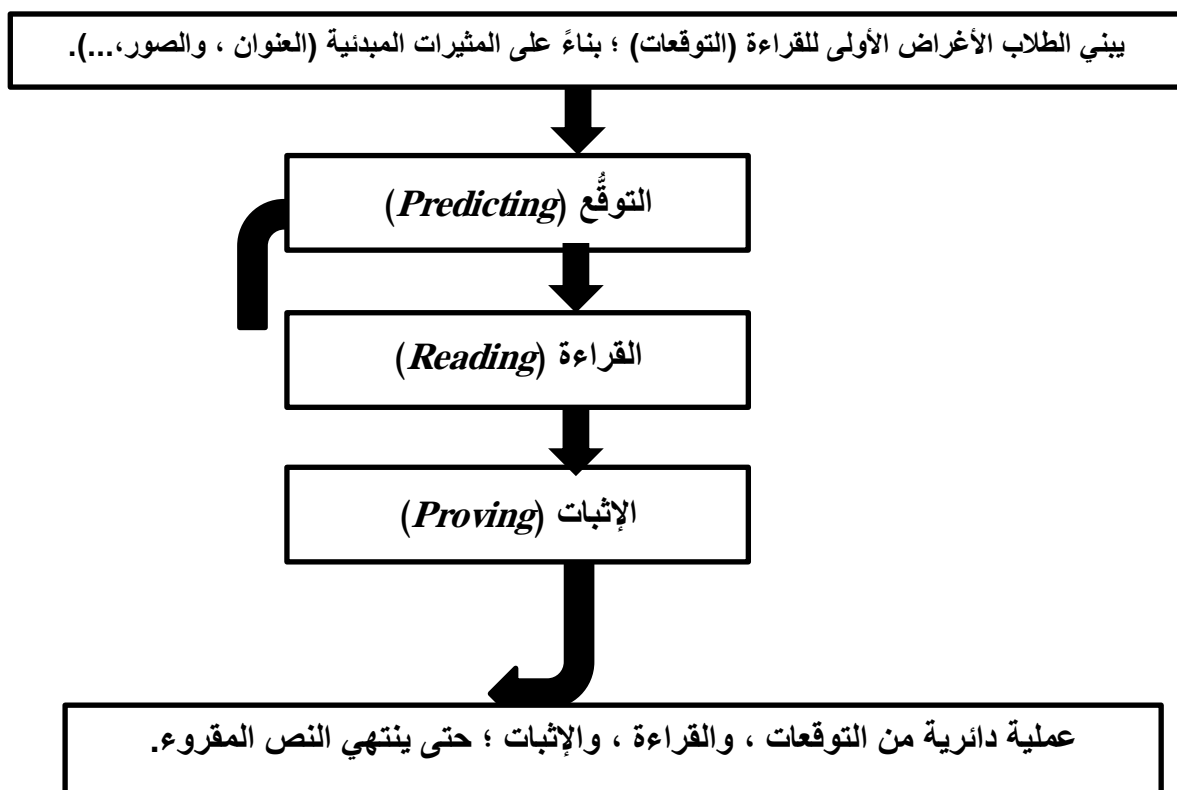 يبني الطلاب الأغراض الأولى للقراءة (التوقعات) ؛ بناءً على المثيرات المبدئية (العنوان ، والصور،...).
التوقُّع (Predicting)
القراءة (Reading)
الإثبات (Proving)
عملية دائرية من التوقعات ، والقراءة ، والإثبات ؛ حتى ينتهي النص المقروء.